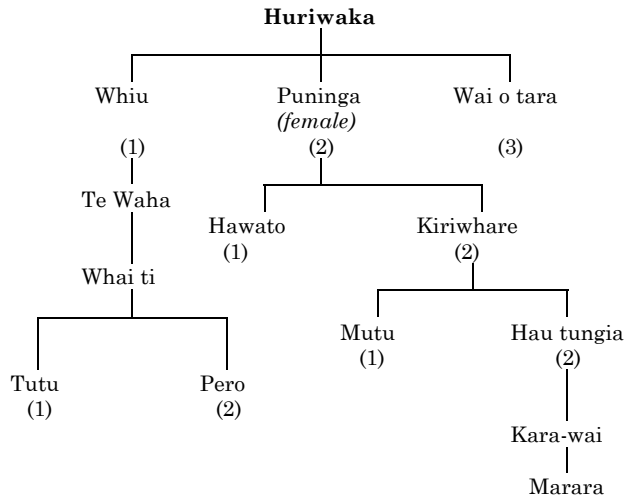 Huriwaka
Whiu Puninga Wai o tara
(female)
(1) (2) (3)
Te Waha
Hawato Kiriwhare
(1) (2)
Whai ti
Mutu Hau tungia
(1) (2)
Tutu Pero
(1) (2)
Kara-wai
Marara